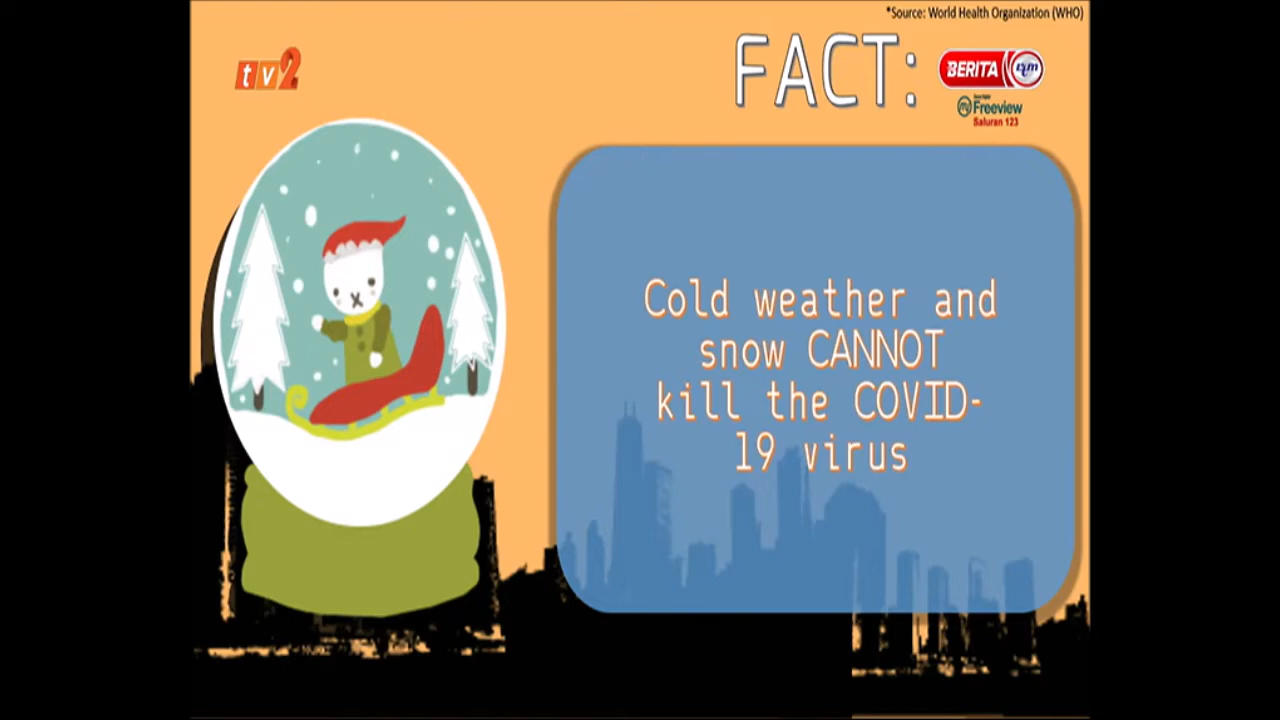 *Source: World Health Organization (WHO)
FACT:
tv2
BERITA rtm
Freeview
Saluran 123
Cold weather and
snow CANNOT
kill the COVID-
19 virus